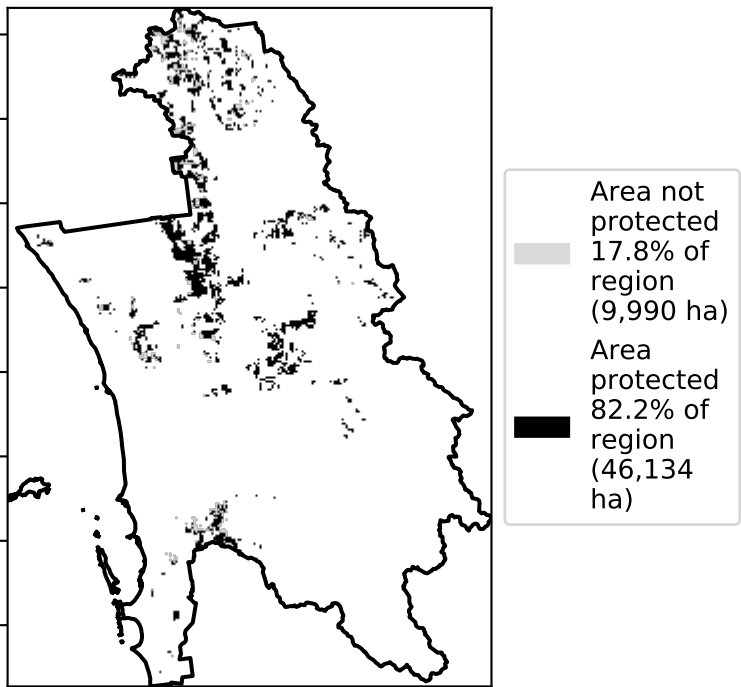 Area not
protected
17.8% of
region
(9,990 ha)
Area
protected
82.2% of
region
(46,134
ha)